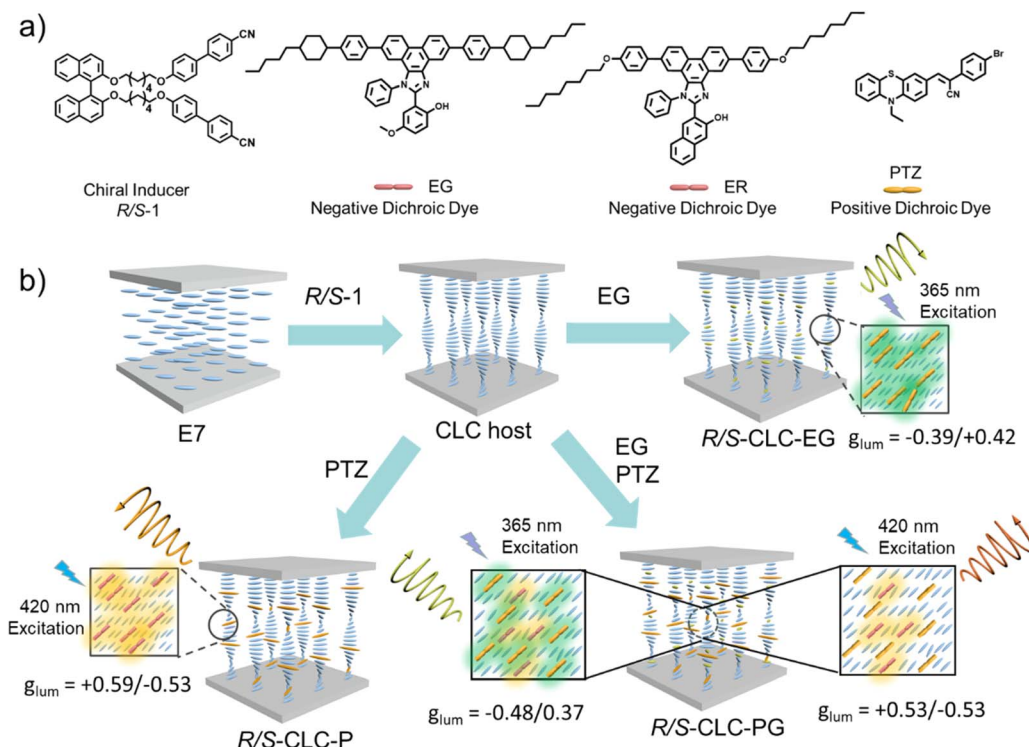 a)
CN
O
O
4
O
4
O
CN
N
N
OH
O
O
O
N
N
OH
S
N
CN
Br
Chiral Inducer
R/S-1
EG
Negative Dichroic Dye
ER
Negative Dichroic Dye
PTZ
Positive Dichroic Dye
b)
R/S-1
EG
365 nm
Excitation
E7
CLC host
R/S-CLC-EG
glum = -0.39/+0.42
PTZ
EG
PTZ
420 nm
Excitation
glum = +0.59/-0.53
R/S-CLC-P
365 nm
Excitation
glum = -0.48/0.37
R/S-CLC-PG
420 nm
Excitation
glum = +0.53/-0.53